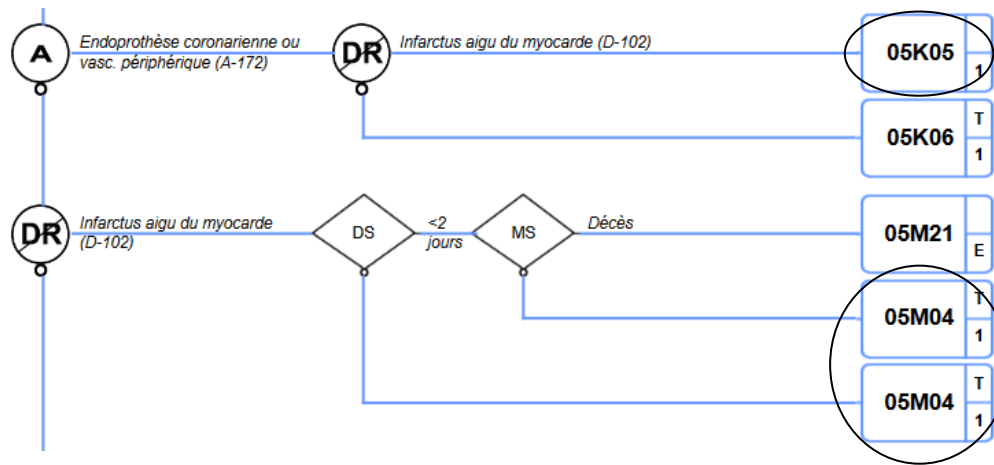 A
Endoprothèse coronarienne ou
vasc. périphérique (A-172)
DR
Infarctus aigu du myocarde (D-102)
05K05
1
05K06
T
1
DR
Infarctus aigu du myocarde
(D-102)
DS
<2
jours
MS
Décès
05M21
E
05M04
T
1
05M04
T
1